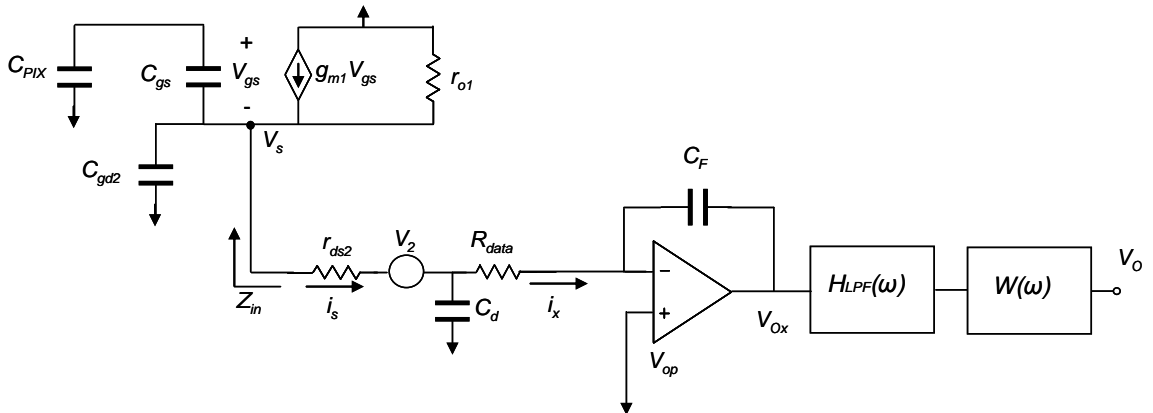 C_PIX
C_gs
+
V_gs
-
g_m1 V_gs
r_o1
V_s
C_gd2
C_F
r_ds2
V_2
R_data
Z_in
i_s
C_d
i_x
−
+
V_op
V_Ox
H_LPF(ω)
W(ω)
V_O